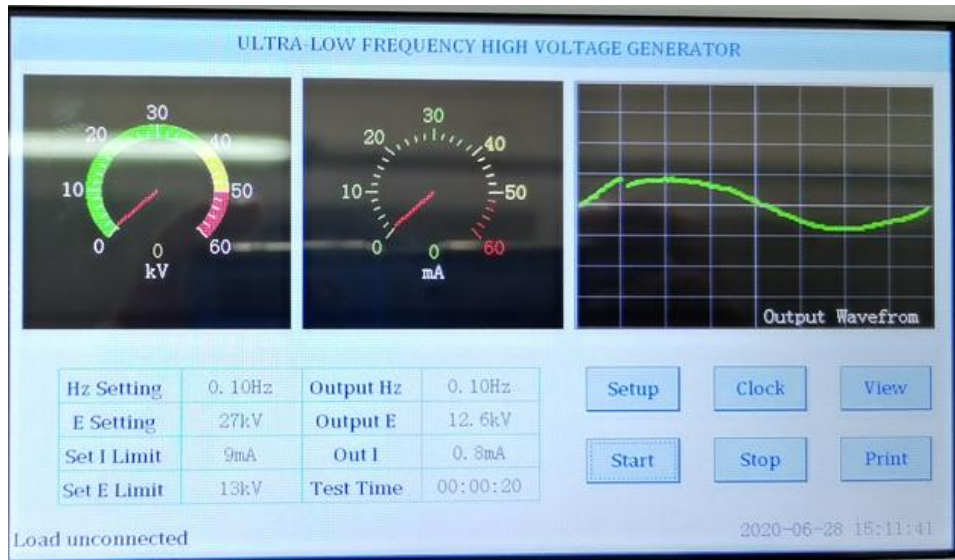 ULTRA-LOW FREQUENCY HIGH VOLTAGE GENERATOR
30
20 40
10 50
0 0 60
kV
30
20 40
10 50
0 0 60
mA
Output Wavefrom
Hz Setting 0.10Hz Output Hz 0.10Hz
E Setting 27kV Output E 12.6kV
Set I Limit 9mA Out I 0.8mA
Set E Limit 13kV Test Time 00:00:20
Setup Clock View
Start Stop Print
Load unconnected
2020-06-28 15:11:41